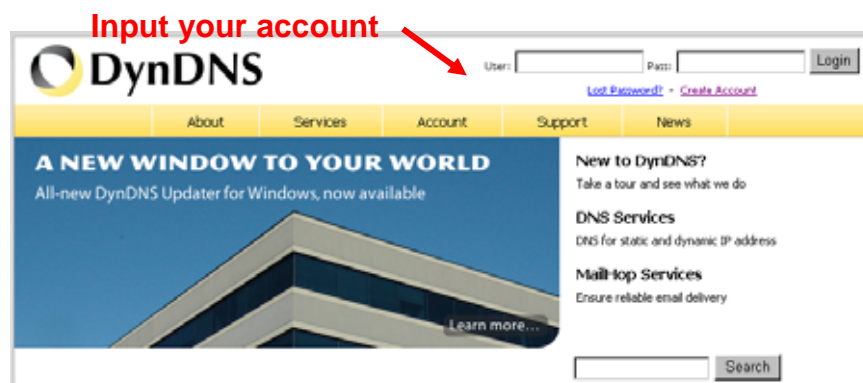 Input your account
DynDNS
User: Pass: Login
Lost Password? - Create Account
About Services Account Support News
A NEW WINDOW TO YOUR WORLD
All-new DynDNS Updater for Windows, now available
Learn more...
New to DynDNS?
Take a tour and see what we do
DNS Services
DNS for static and dynamic IP address
MailHop Services
Ensure reliable email delivery
Search